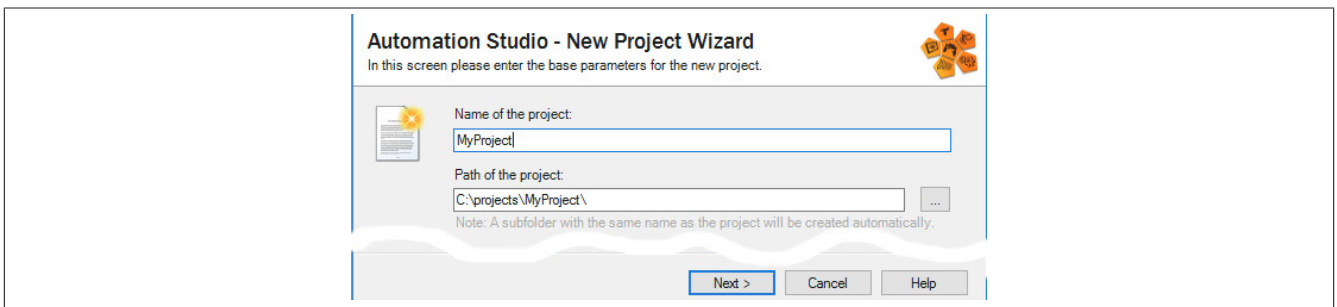 Automation Studio - New Project Wizard
In this screen please enter the base parameters for the new project.
Name of the project:
MyProject
Path of the project:
C:\projects\MyProject\
...
Note: A subfolder with the same name as the project will be created automatically.
Next >
Cancel
Help